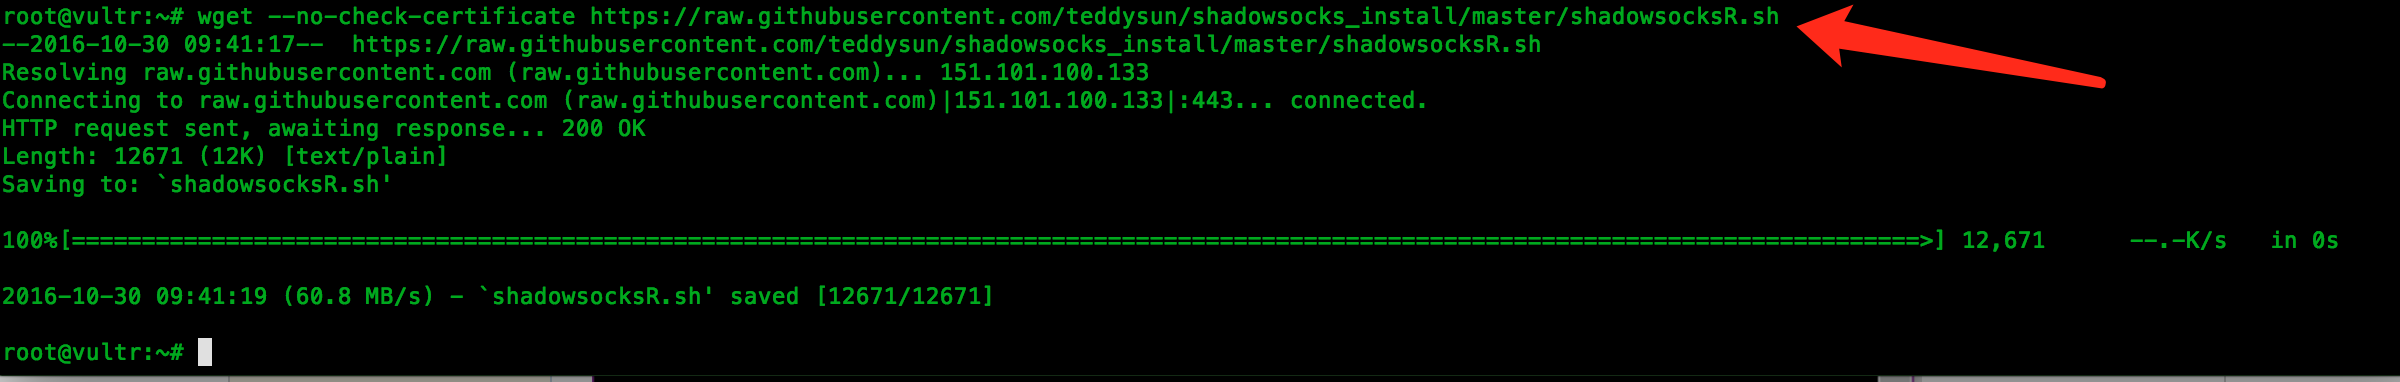 root@vultr:~# wget --no-check-certificate https://raw.githubusercontent.com/teddysun/shadowsocks_install/master/shadowsocksR.sh
--2016-10-30 09:41:17--  https://raw.githubusercontent.com/teddysun/shadowsocks_install/master/shadowsocksR.sh
Resolving raw.githubusercontent.com (raw.githubusercontent.com)... 151.101.100.133
Connecting to raw.githubusercontent.com (raw.githubusercontent.com)|151.101.100.133|:443... connected.
HTTP request sent, awaiting response... 200 OK
Length: 12671 (12K) [text/plain]
Saving to: `shadowsocksR.sh'
100%[====================================================================================================================================>] 12,671      --.-K/s   in 0s
2016-10-30 09:41:19 (60.8 MB/s) - `shadowsocksR.sh' saved [12671/12671]
root@vultr:~#